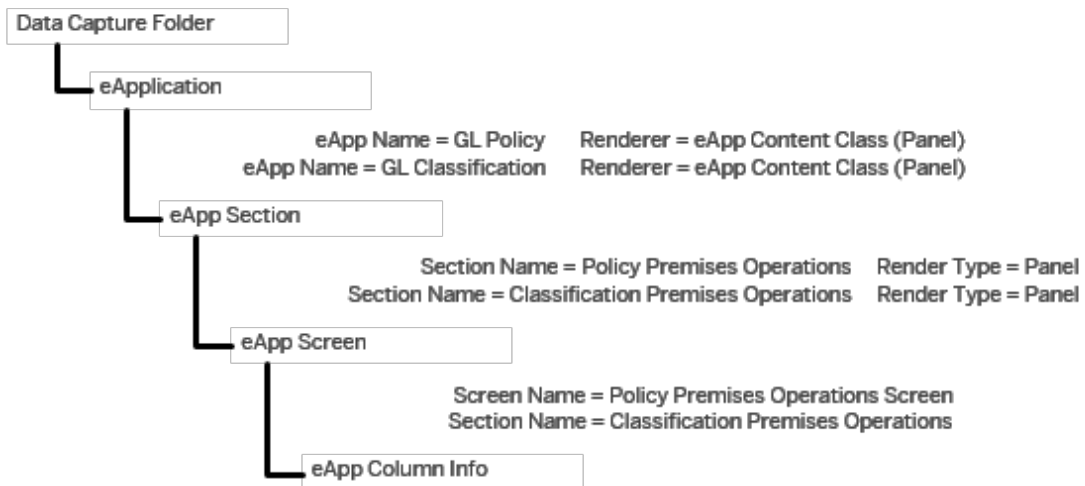 Data Capture Folder
eApplication
eApp Name = GL Policy Renderer = eApp Content Class (Panel)
eApp Name = GL Classification Renderer = eApp Content Class (Panel)
eApp Section
Section Name = Policy Premises Operations Render Type = Panel
Section Name = Classification Premises Operations Render Type = Panel
eApp Screen
Screen Name = Policy Premises Operations Screen
Section Name = Classification Premises Operations
eApp Column Info